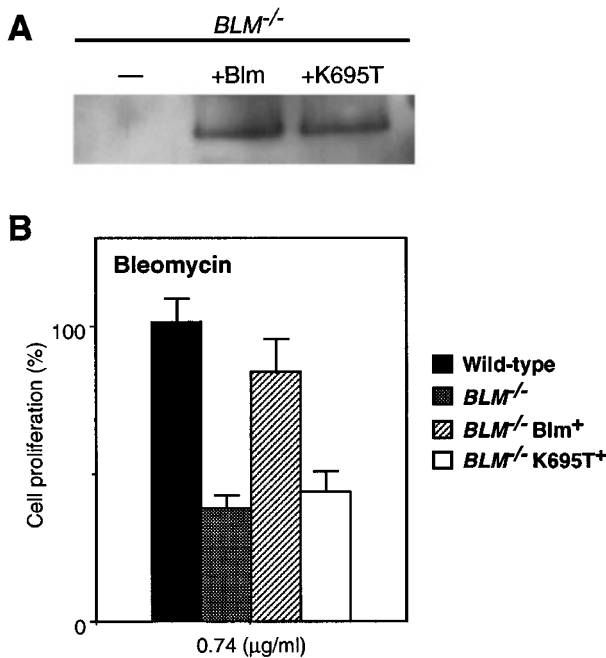 A
BLM-/-
— +Blm +K695T
B
Bleomycin
100
0
Cell proliferation (%)
0.74 (μg/ml)
Wild-type
BLM-/-
BLM-/- Blm+
BLM-/- K695T+